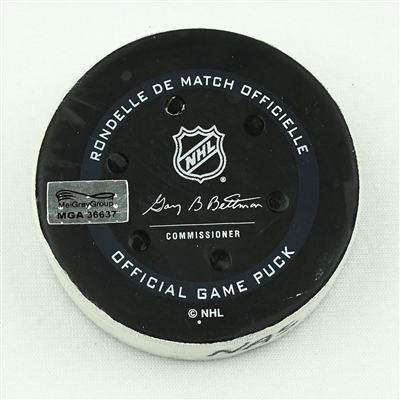 RONDELLE DE MATCH OFFICIELLE
NHL
Gary B Bettman
COMMISSIONER
MeiGrayGroup
MGA 36637
OFFICIAL GAME PUCK
© NHL